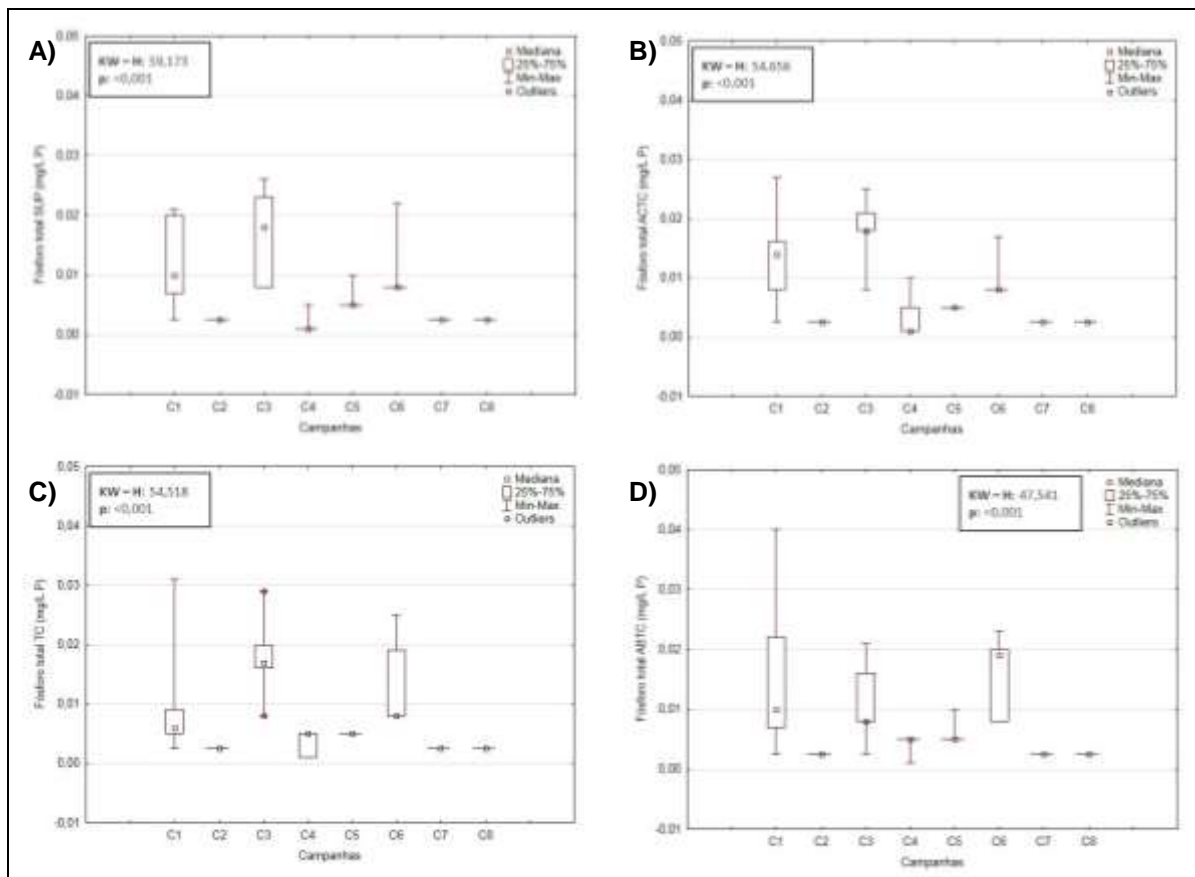 A)
KW – H: 59,173
p: <0,001
Mediana
25%-75%
Min-Max
Outliers
Fósforo total SUP (mg/L P)
0,05
0,04
0,03
0,02
0,01
0,00
-0,01
C1 C2 C3 C4 C5 C6 C7 C8
Campanhas
B)
KW – H: 54,656
p: <0,001
Mediana
25%-75%
Min-Max
Outliers
Fósforo total ACTC (mg/L P)
0,05
0,04
0,03
0,02
0,01
0,00
-0,01
C1 C2 C3 C4 C5 C6 C7 C8
Campanhas
C)
KW – H: 54,518
p: <0,001
Mediana
25%-75%
Min-Max
Outliers
Fósforo total TC (mg/L P)
0,05
0,04
0,03
0,02
0,01
0,00
-0,01
C1 C2 C3 C4 C5 C6 C7 C8
Campanhas
D)
KW – H: 47,541
p: <0,001
Mediana
25%-75%
Min-Max
Outliers
Fósforo total ABTC (mg/L P)
0,05
0,04
0,03
0,02
0,01
0,00
-0,01
C1 C2 C3 C4 C5 C6 C7 C8
Campanhas